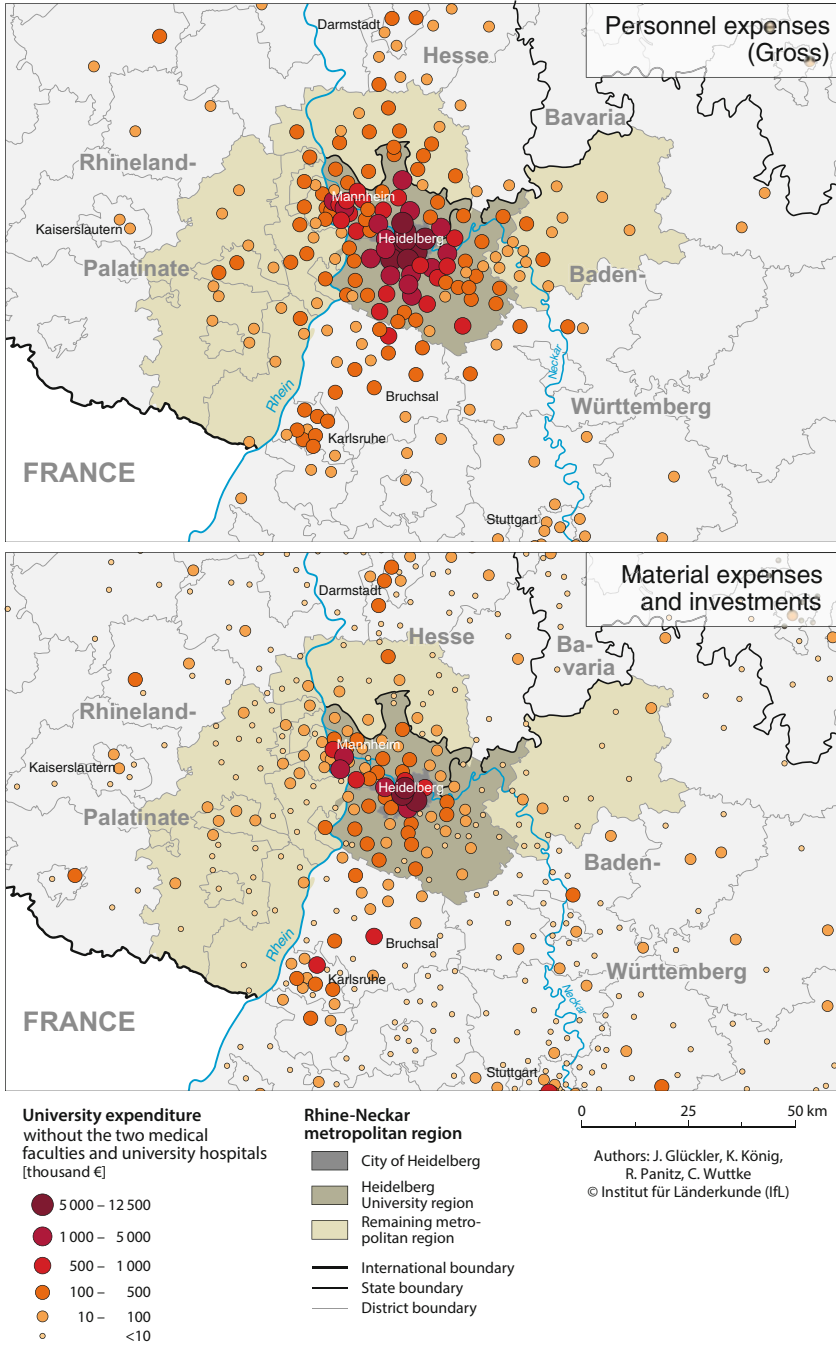 Personnel expenses
(Gross)
Darmstadt
Hesse
Bavaria
Rhineland-
Mannheim
Kaiserslautern
Heidelberg
Palatinate
Baden-
Neckar
Rhein
Bruchsal
Württemberg
Karlsruhe
FRANCE
Stuttgart
Material expenses
and investments
Darmstadt
Hesse
Ba-
varia
Rhineland-
Mannheim
Kaiserslautern
Heidelberg
Palatinate
Baden-
Rhein
Bruchsal
Württemberg
Karlsruhe
Neckar
FRANCE
Stuttgart
University expenditure
without the two medical
faculties and university hospitals
[thousand €]
5 000 – 12 500
1 000 – 5 000
500 – 1 000
100 – 500
10 – 100
<10
Rhine-Neckar
metropolitan region
City of Heidelberg
Heidelberg
University region
Remaining metro-
politan region
International boundary
State boundary
District boundary
0 25 50 km
Authors: J. Glückler, K. König,
R. Panitz, C. Wuttke
© Institut für Länderkunde (IfL)